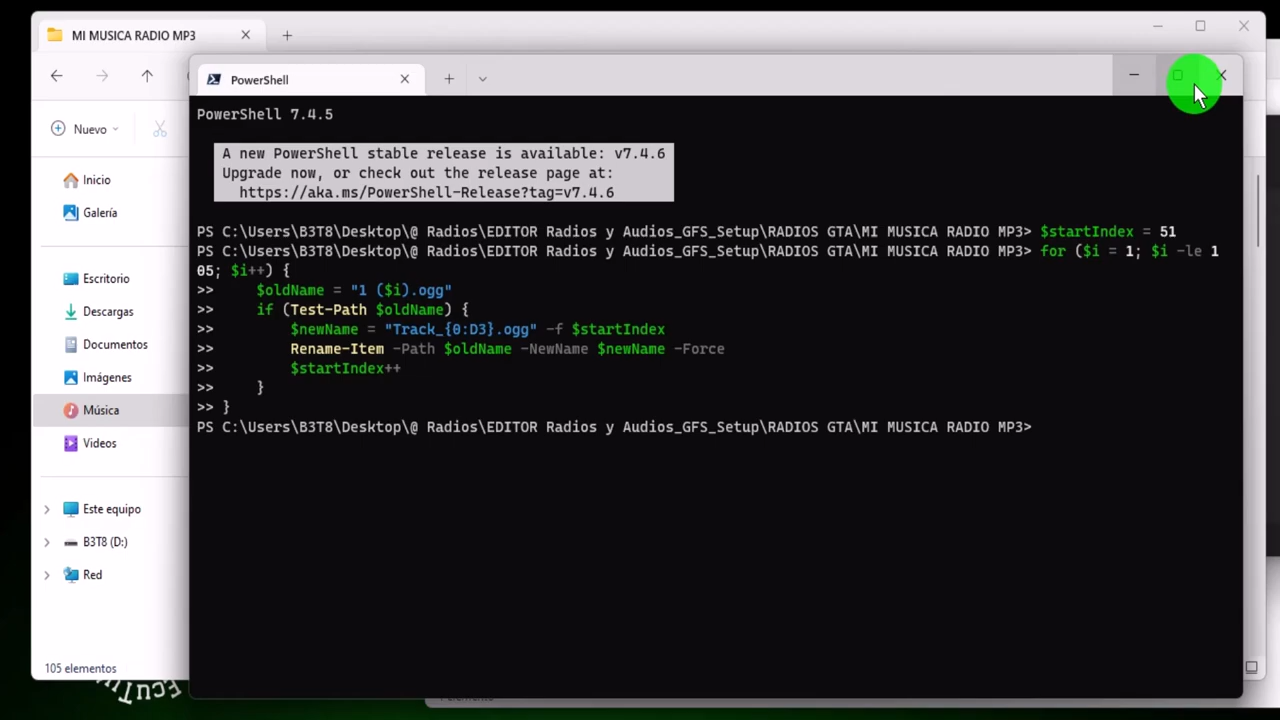 MI MUSICA RADIO MP3
PowerShell
Nuevo
Inicio
Galería
Escritorio
Descargas
Documentos
Imágenes
Música
Videos
Este equipo
B3T8 (D:)
Red
105 elementos
PowerShell 7.4.5
A new PowerShell stable release is available: v7.4.6
Upgrade now, or check out the release page at:
https://aka.ms/PowerShell-Release?tag=v7.4.6
PS C:\Users\B3T8\Desktop\@ Radios\EDITOR Radios y Audios_GFS_Setup\RADIOS GTA\MI MUSICA RADIO MP3> $startIndex = 51
PS C:\Users\B3T8\Desktop\@ Radios\EDITOR Radios y Audios_GFS_Setup\RADIOS GTA\MI MUSICA RADIO MP3> for ($i = 1; $i -le 1
05; $i++) {
>>     $oldName = "1 ($i).ogg"
>>     if (Test-Path $oldName) {
>>         $newName = "Track_{0:D3}.ogg" -f $startIndex
>>         Rename-Item -Path $oldName -NewName $newName -Force
>>         $startIndex++
>>     }
>> }
PS C:\Users\B3T8\Desktop\@ Radios\EDITOR Radios y Audios_GFS_Setup\RADIOS GTA\MI MUSICA RADIO MP3>